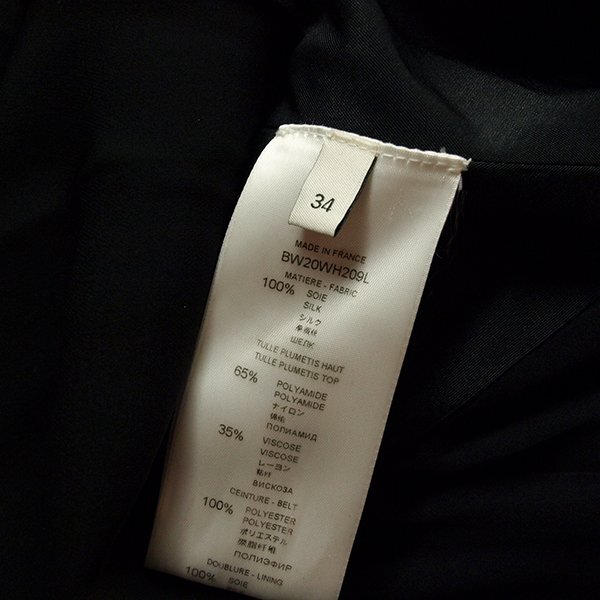 34
MADE IN FRANCE
BW20WH209L
MATIERE - FABRIC
100% SOIE
SILK
シルク
ШЕЛК
TULLE PLUMETIS HAUT
TULLE PLUMETIS TOP
65% POLYAMIDE
POLYAMIDE
ナイロン
ПОЛИАМИД
35% VISCOSE
VISCOSE
レーヨン
ВИСКОЗА
CEINTURE - BELT
100% POLYESTER
POLYESTER
ポリエステル
ПОЛИЭФИР
DOUBLURE - LINING
100% SOIE